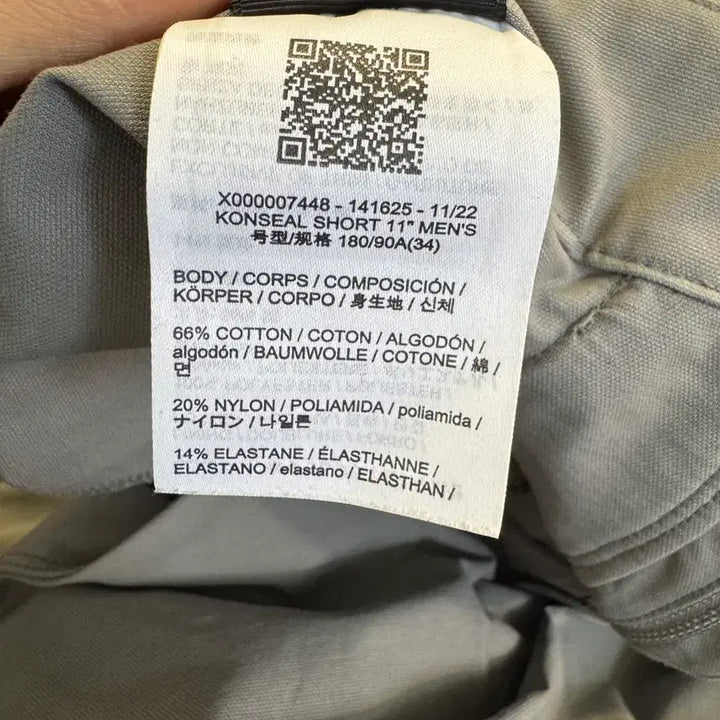 X000007448 - 141625 - 11/22
KONSEAL SHORT 11" MEN'S
号型/规格 180/90A(34)
BODY / CORPS / COMPOSICIÓN /
KÖRPER / CORPO / 身生地 / 신체
66% COTTON / COTON / ALGODÓN /
algodón / BAUMWOLLE / COTONE / 綿 /
면
20% NYLON / POLIAMIDA / poliamida /
ナイロン / 나일론
14% ELASTANE / ÉLASTHANNE /
ELASTANO / elastano / ELASTHAN /